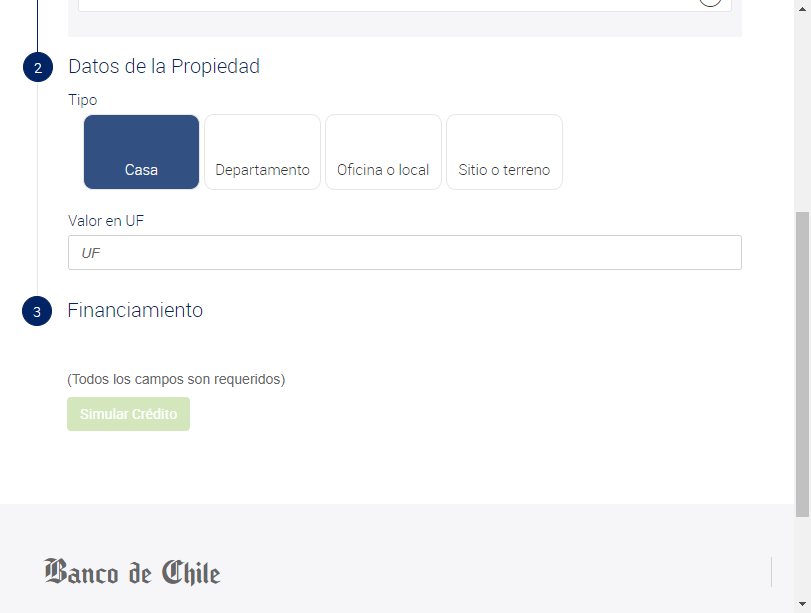 2
Datos de la Propiedad
Tipo
Casa
Departamento
Oficina o local
Sitio o terreno
Valor en UF
UF
3
Financiamiento
(Todos los campos son requeridos)
Simular Crédito
Banco de Chile